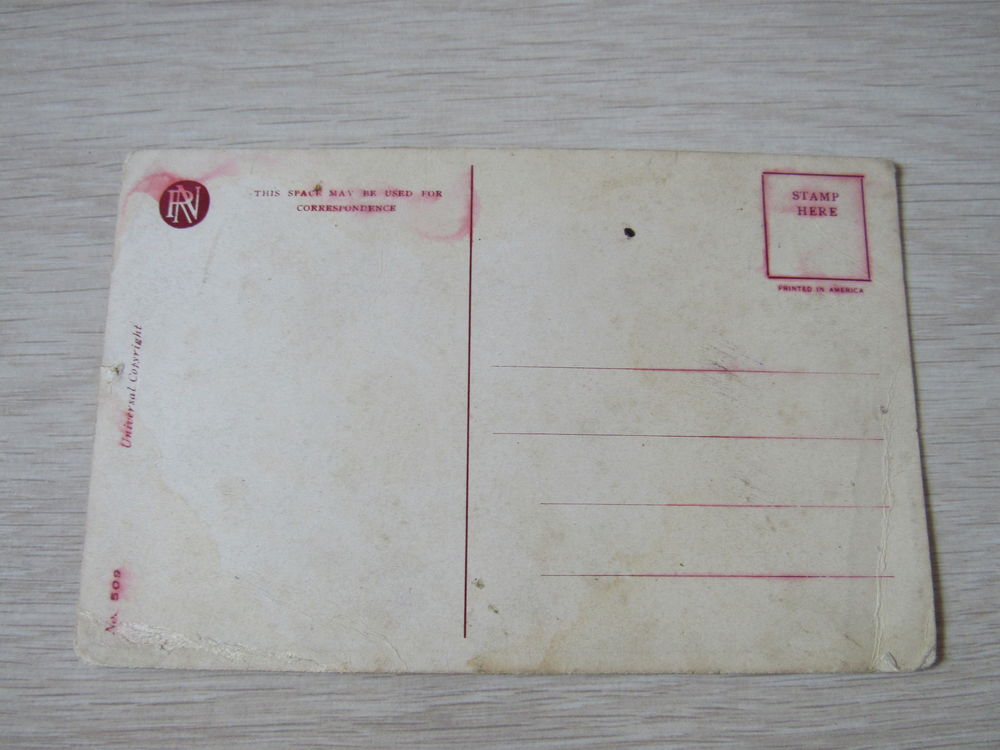 RN
THIS SPACE MAY BE USED FOR
CORRESPONDENCE
STAMP
HERE
PRINTED IN AMERICA
Universal Copyright
No. 509